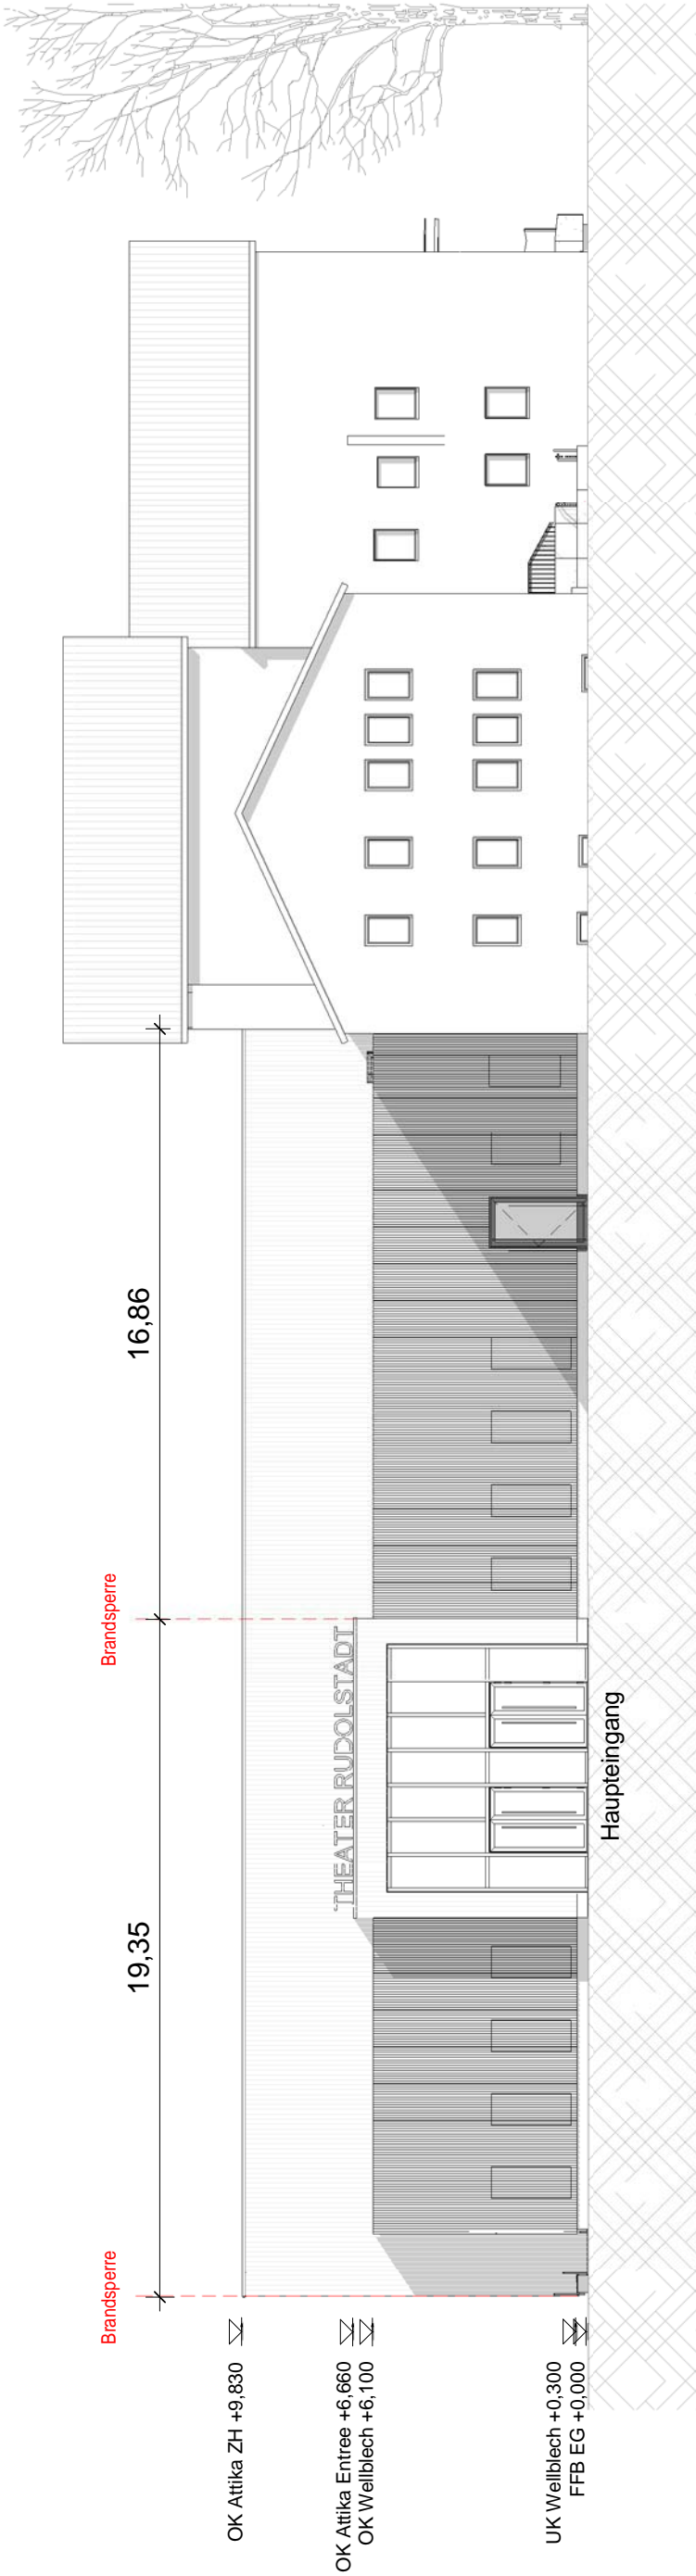 Brandsperre
Brandsperre
19,35
16,86
OK Attika ZH +9,830
THEATER RUDOLSTADT
OK Attika Entree +6,660
OK Wellblech +6,100
UK Wellblech +0,300
FFB EG +0,000
Haupteingang